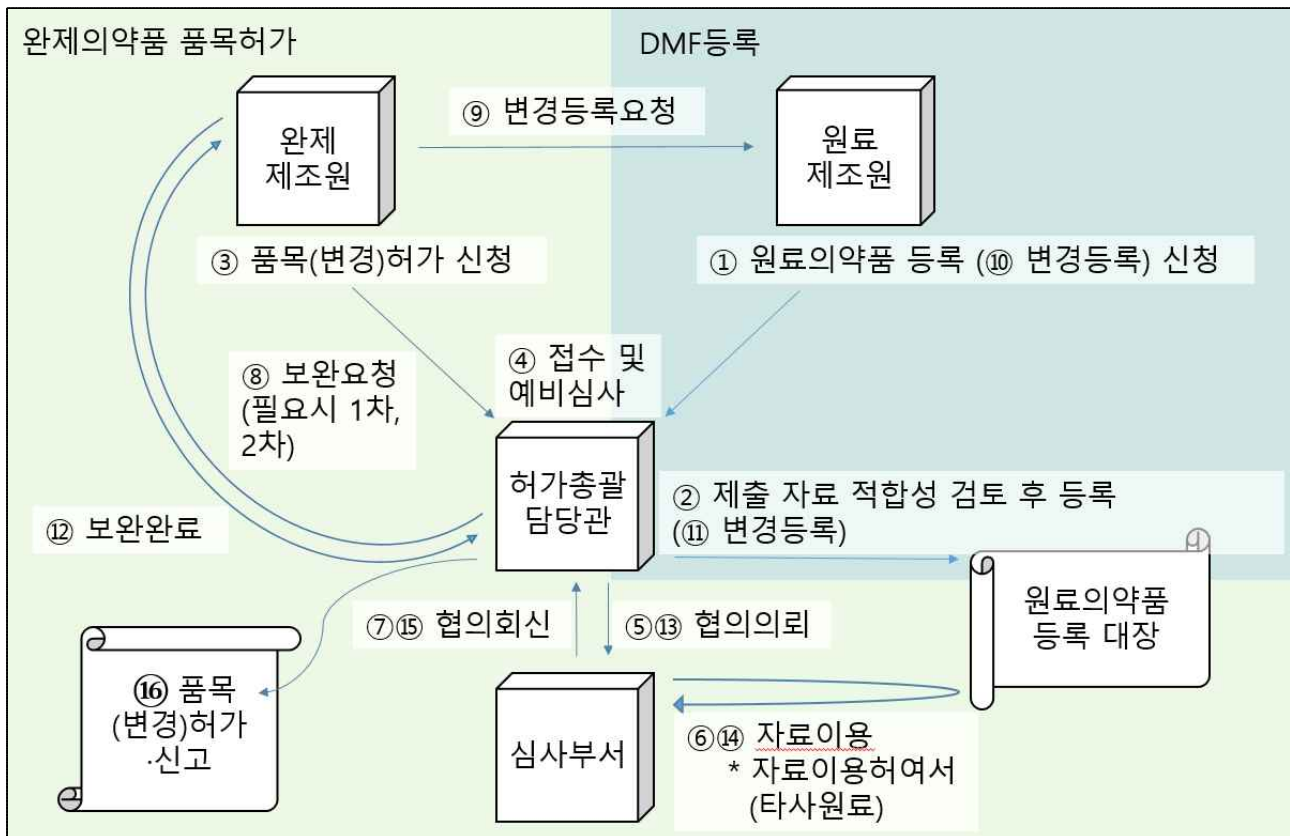 완제의약품 품목허가
DMF등록
완제
제조원
⑨ 변경등록요청
원료
제조원
③ 품목(변경)허가 신청
① 원료의약품 등록 (⑩ 변경등록) 신청
④ 접수 및
예비심사
⑧ 보완요청
(필요시 1차,
2차)
허가총괄
담당관
② 제출 자료 적합성 검토 후 등록
(⑪ 변경등록)
⑫ 보완완료
원료의약품
등록 대장
⑦⑮ 협의회신
⑤⑬ 협의의뢰
⑯ 품목
(변경)허가
·신고
심사부서
⑥⑭ 자료이용
* 자료이용허여서
(타사원료)